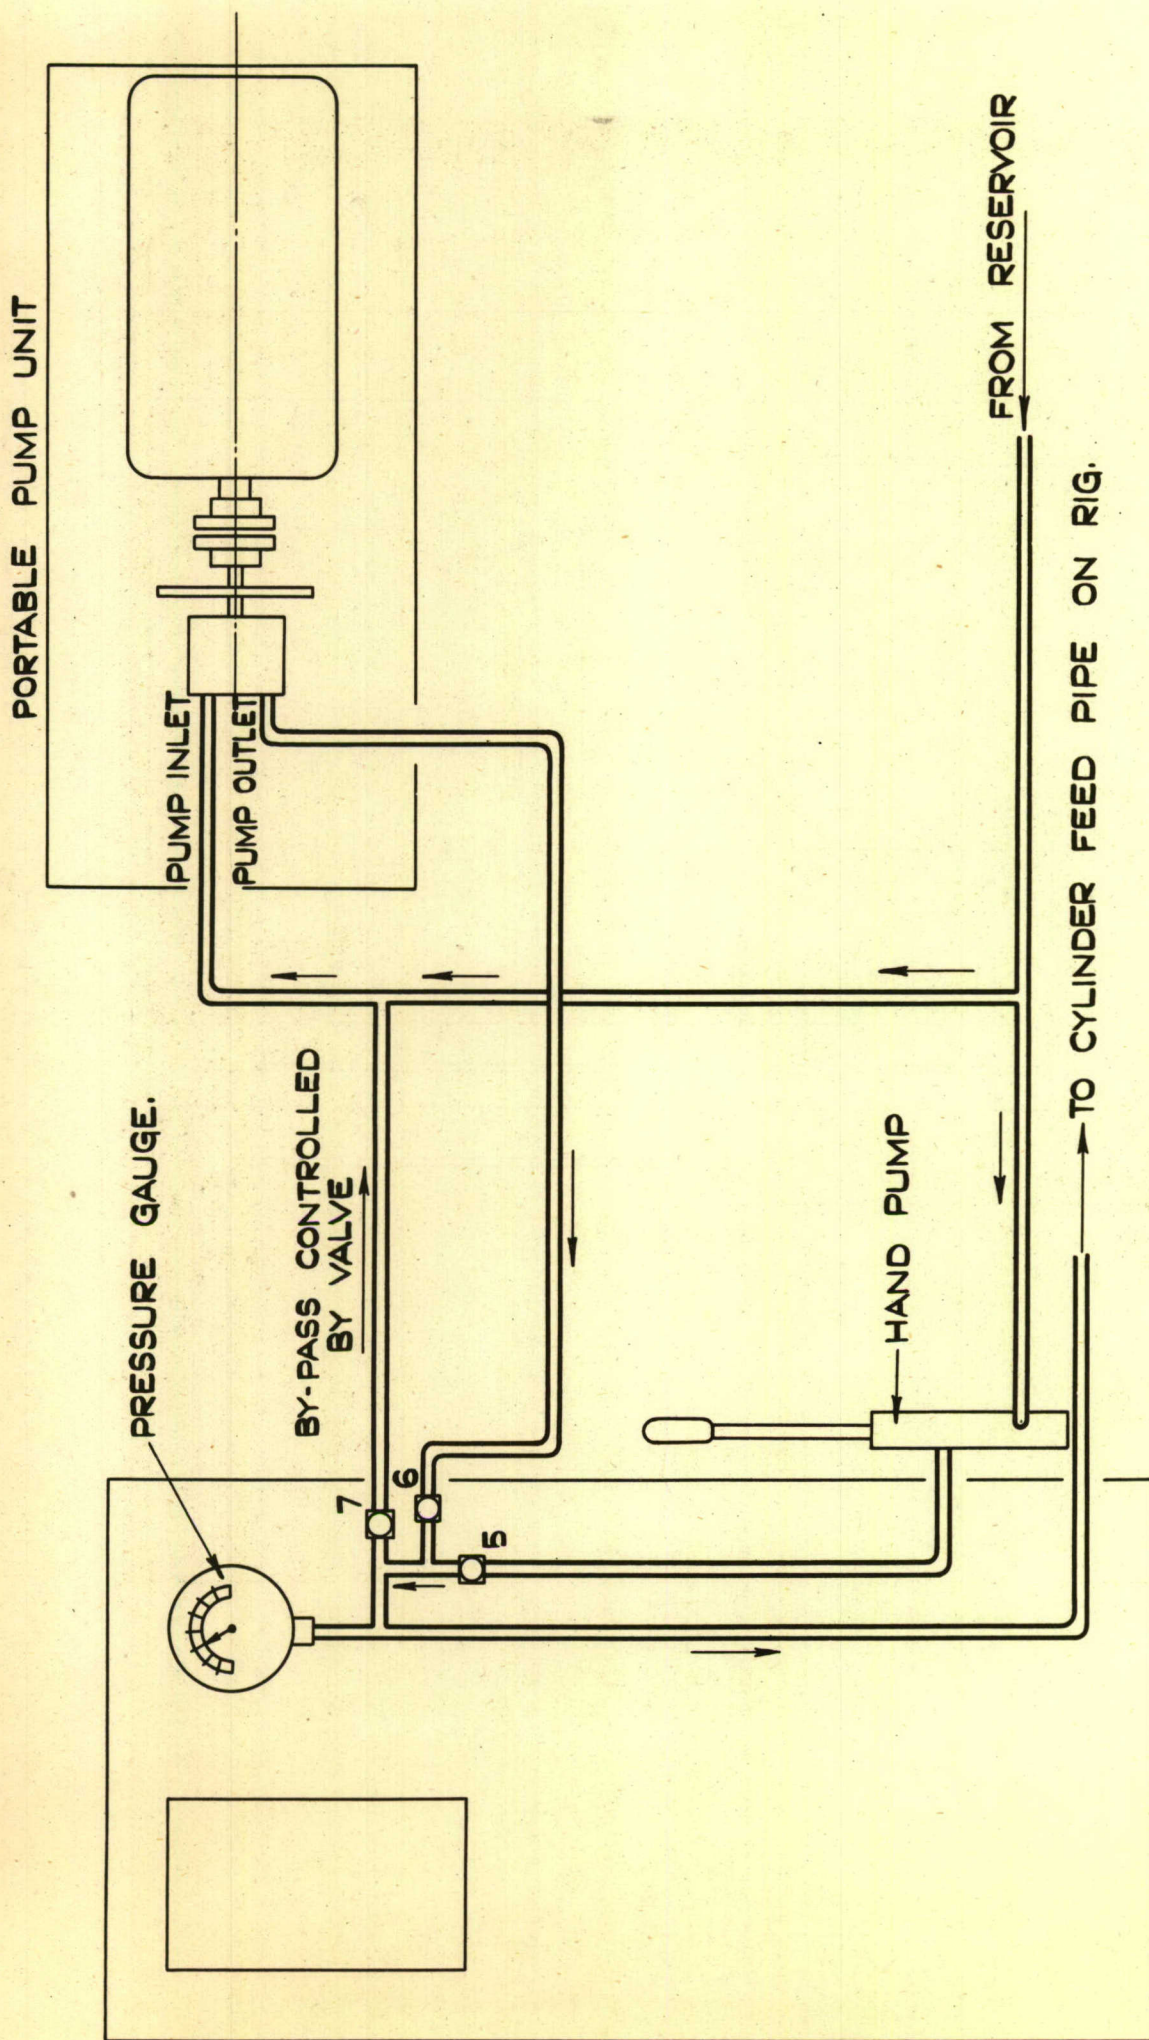 PORTABLE PUMP UNIT
PRESSURE GAUGE.
PUMP INLET
PUMP OUTLET
BY-PASS CONTROLLED
BY VALVE
7
6
5
HAND PUMP
FROM RESERVOIR
TO CYLINDER FEED PIPE ON RIG.